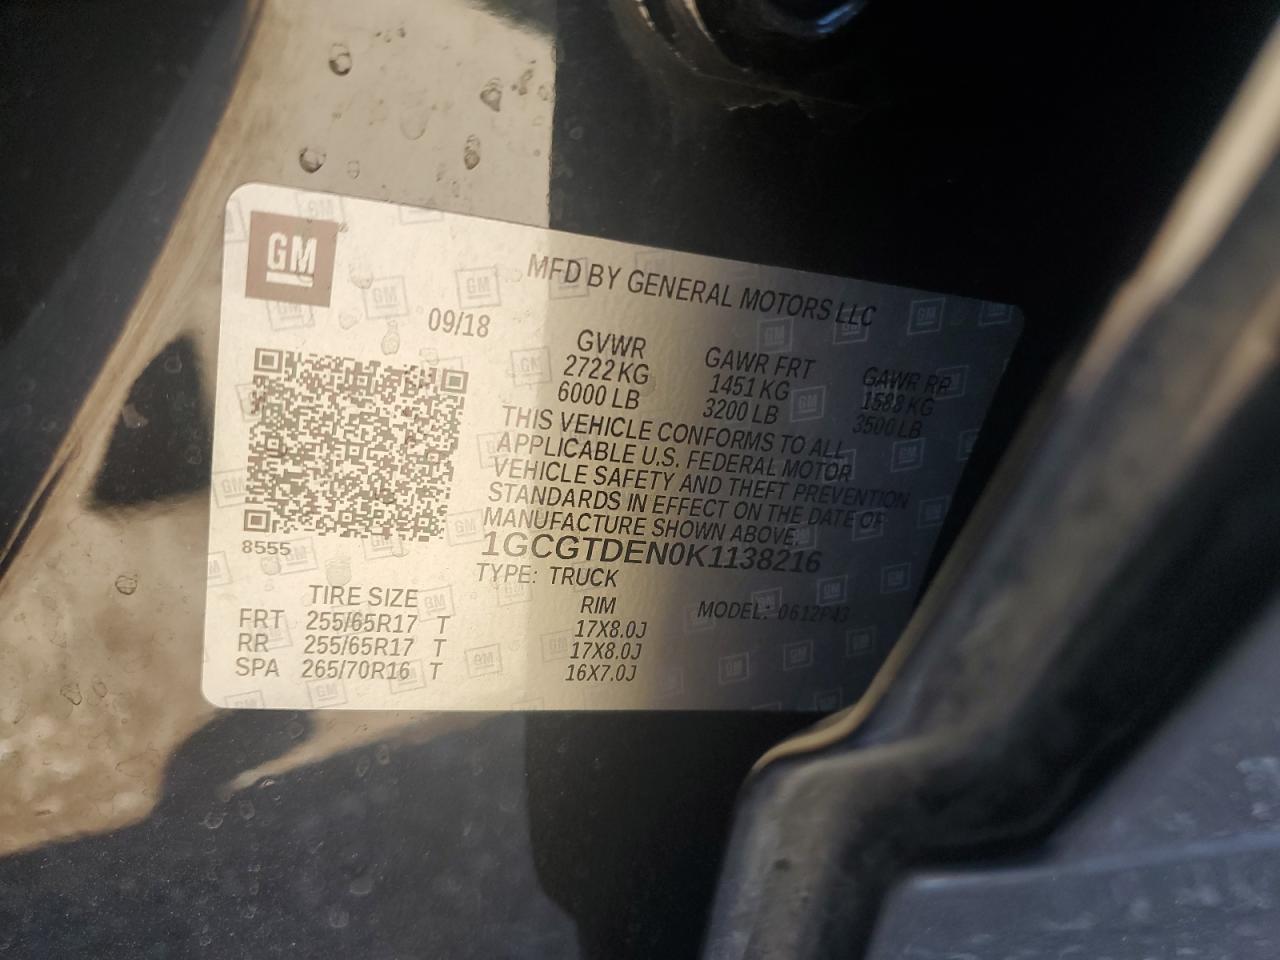 GM
MFD BY GENERAL MOTORS LLC
09/18
GVWR GAWR FRT GAWR RR
2722 KG 1451 KG 1588 KG
6000 LB 3200 LB 3500 LB
THIS VEHICLE CONFORMS TO ALL
APPLICABLE U.S. FEDERAL MOTOR
VEHICLE SAFETY AND THEFT PREVENTION
STANDARDS IN EFFECT ON THE DATE OF
MANUFACTURE SHOWN ABOVE.
8555
1GCGTDEN0K1138216
TYPE: TRUCK
TIRE SIZE RIM MODEL: 0612P43
FRT 255/65R17 T 17X8.0J
RR 255/65R17 T 17X8.0J
SPA 265/70R16 T 16X7.0J